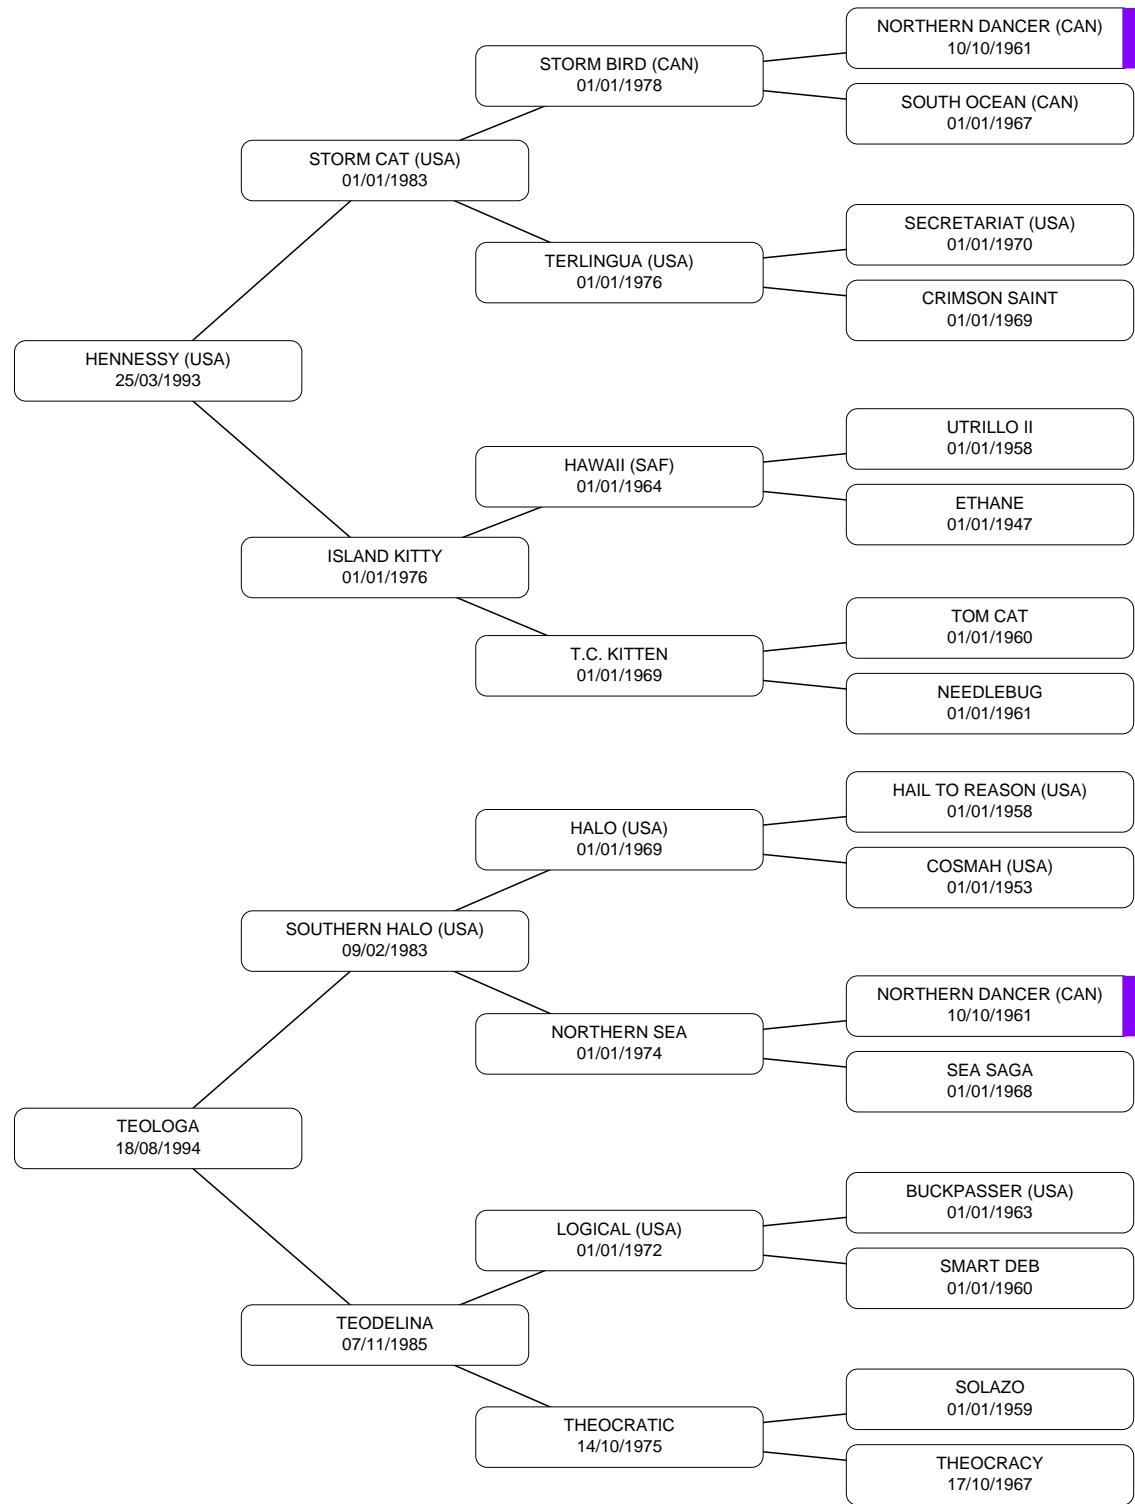 NORTHERN DANCER (CAN)
10/10/1961
STORM BIRD (CAN)
01/01/1978
SOUTH OCEAN (CAN)
01/01/1967
STORM CAT (USA)
01/01/1983
SECRETARIAT (USA)
01/01/1970
TERLINGUA (USA)
01/01/1976
CRIMSON SAINT
01/01/1969
HENNESSY (USA)
25/03/1993
UTRILLO II
01/01/1958
HAWAII (SAF)
01/01/1964
ETHANE
01/01/1947
ISLAND KITTY
01/01/1976
TOM CAT
01/01/1960
T.C. KITTEN
01/01/1969
NEEDLEBUG
01/01/1961
HAIL TO REASON (USA)
01/01/1958
HALO (USA)
01/01/1969
COSMAH (USA)
01/01/1953
SOUTHERN HALO (USA)
09/02/1983
NORTHERN DANCER (CAN)
10/10/1961
NORTHERN SEA
01/01/1974
SEA SAGA
01/01/1968
TEOLOGA
18/08/1994
BUCKPASSER (USA)
01/01/1963
LOGICAL (USA)
01/01/1972
SMART DEB
01/01/1960
TEODELINA
07/11/1985
SOLAZO
01/01/1959
THEOCRATIC
14/10/1975
THEOCRACY
17/10/1967